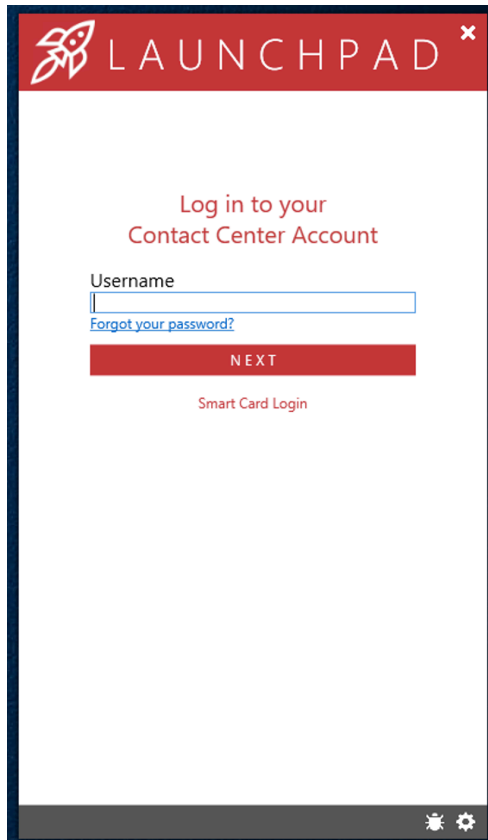 LAUNCHPAD
Log in to your
Contact Center Account
Username
Forgot your password?
NEXT
Smart Card Login